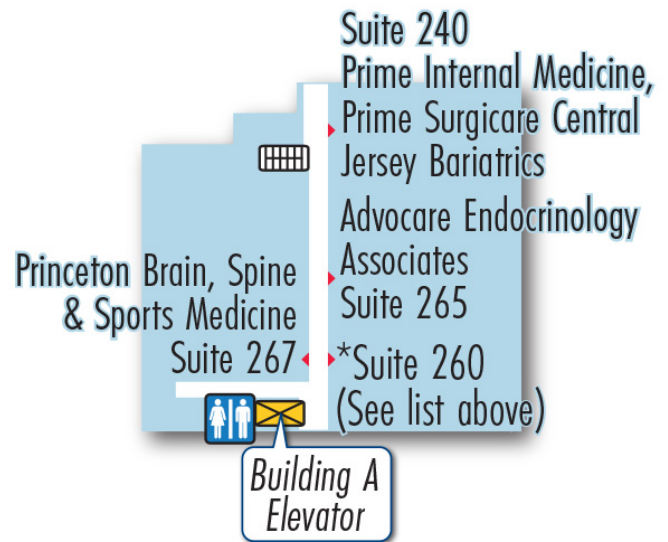 Suite 240
Prime Internal Medicine,
Prime Surgicare Central
Jersey Bariatrics
Advocare Endocrinology
Associates
Suite 265
Princeton Brain, Spine
& Sports Medicine
Suite 267
*Suite 260
(See list above)
Building A
Elevator